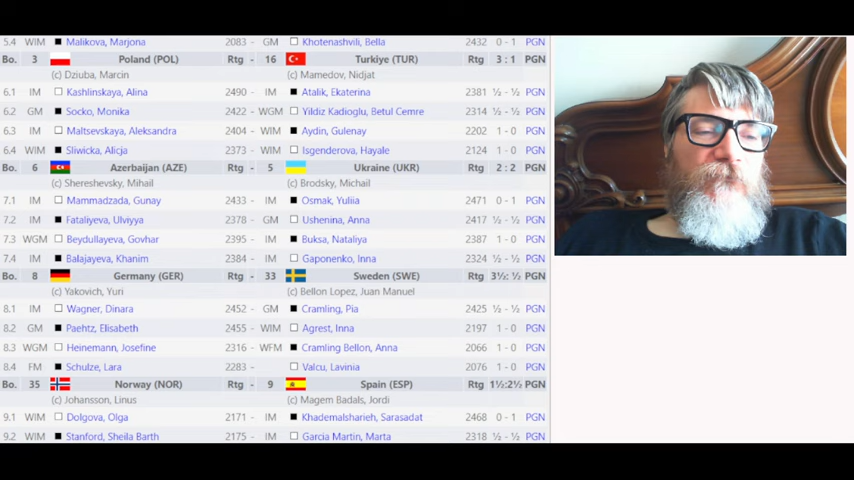 5.4 WIM Malikova, Marjona 2083 - GM Khotenashvili, Bella 2432 0 - 1 PGN
Bo. 3 Poland (POL) Rtg - 16 Turkiye (TUR) Rtg 3 : 1 PGN
(c) Dziuba, Marcin (c) Mamedov, Nidjat
6.1 IM Kashlinskaya, Alina 2490 - IM Atalik, Ekaterina 2381 ½ - ½ PGN
6.2 GM Socko, Monika 2422 - WGM Yildiz Kadioglu, Betul Cemre 2314 ½ - ½ PGN
6.3 IM Maltsevskaya, Aleksandra 2404 - WIM Aydin, Gulenay 2202 1 - 0 PGN
6.4 WIM Sliwicka, Alicja 2373 - WIM Isgenderova, Hayale 2124 1 - 0 PGN
Bo. 6 Azerbaijan (AZE) Rtg - 5 Ukraine (UKR) Rtg 2 : 2 PGN
(c) Shereshevsky, Mihail (c) Brodsky, Michail
7.1 IM Mammadzada, Gunay 2433 - IM Osmak, Yuliia 2471 0 - 1 PGN
7.2 IM Fataliyeva, Ulviyya 2378 - GM Ushenina, Anna 2417 ½ - ½ PGN
7.3 WGM Beydullayeva, Govhar 2395 - IM Buksa, Nataliya 2387 1 - 0 PGN
7.4 IM Balajayeva, Khanim 2384 - IM Gaponenko, Inna 2324 ½ - ½ PGN
Bo. 8 Germany (GER) Rtg - 33 Sweden (SWE) Rtg 3½: ½ PGN
(c) Yakovich, Yuri (c) Bellon Lopez, Juan Manuel
8.1 IM Wagner, Dinara 2452 - GM Cramling, Pia 2425 ½ - ½ PGN
8.2 GM Paehtz, Elisabeth 2455 - WIM Agrest, Inna 2197 1 - 0 PGN
8.3 WGM Heinemann, Josefine 2316 - WFM Cramling Bellon, Anna 2066 1 - 0 PGN
8.4 FM Schulze, Lara 2283 - Valcu, Lavinia 2076 1 - 0 PGN
Bo. 35 Norway (NOR) Rtg - 9 Spain (ESP) Rtg 1½:2½ PGN
(c) Johansson, Linus (c) Magem Badals, Jordi
9.1 WIM Dolgova, Olga 2171 - IM Khademalsharieh, Sarasadat 2468 0 - 1 PGN
9.2 WIM Stanford, Sheila Barth 2175 - IM Garcia Martin, Marta 2318 ½ - ½ PGN